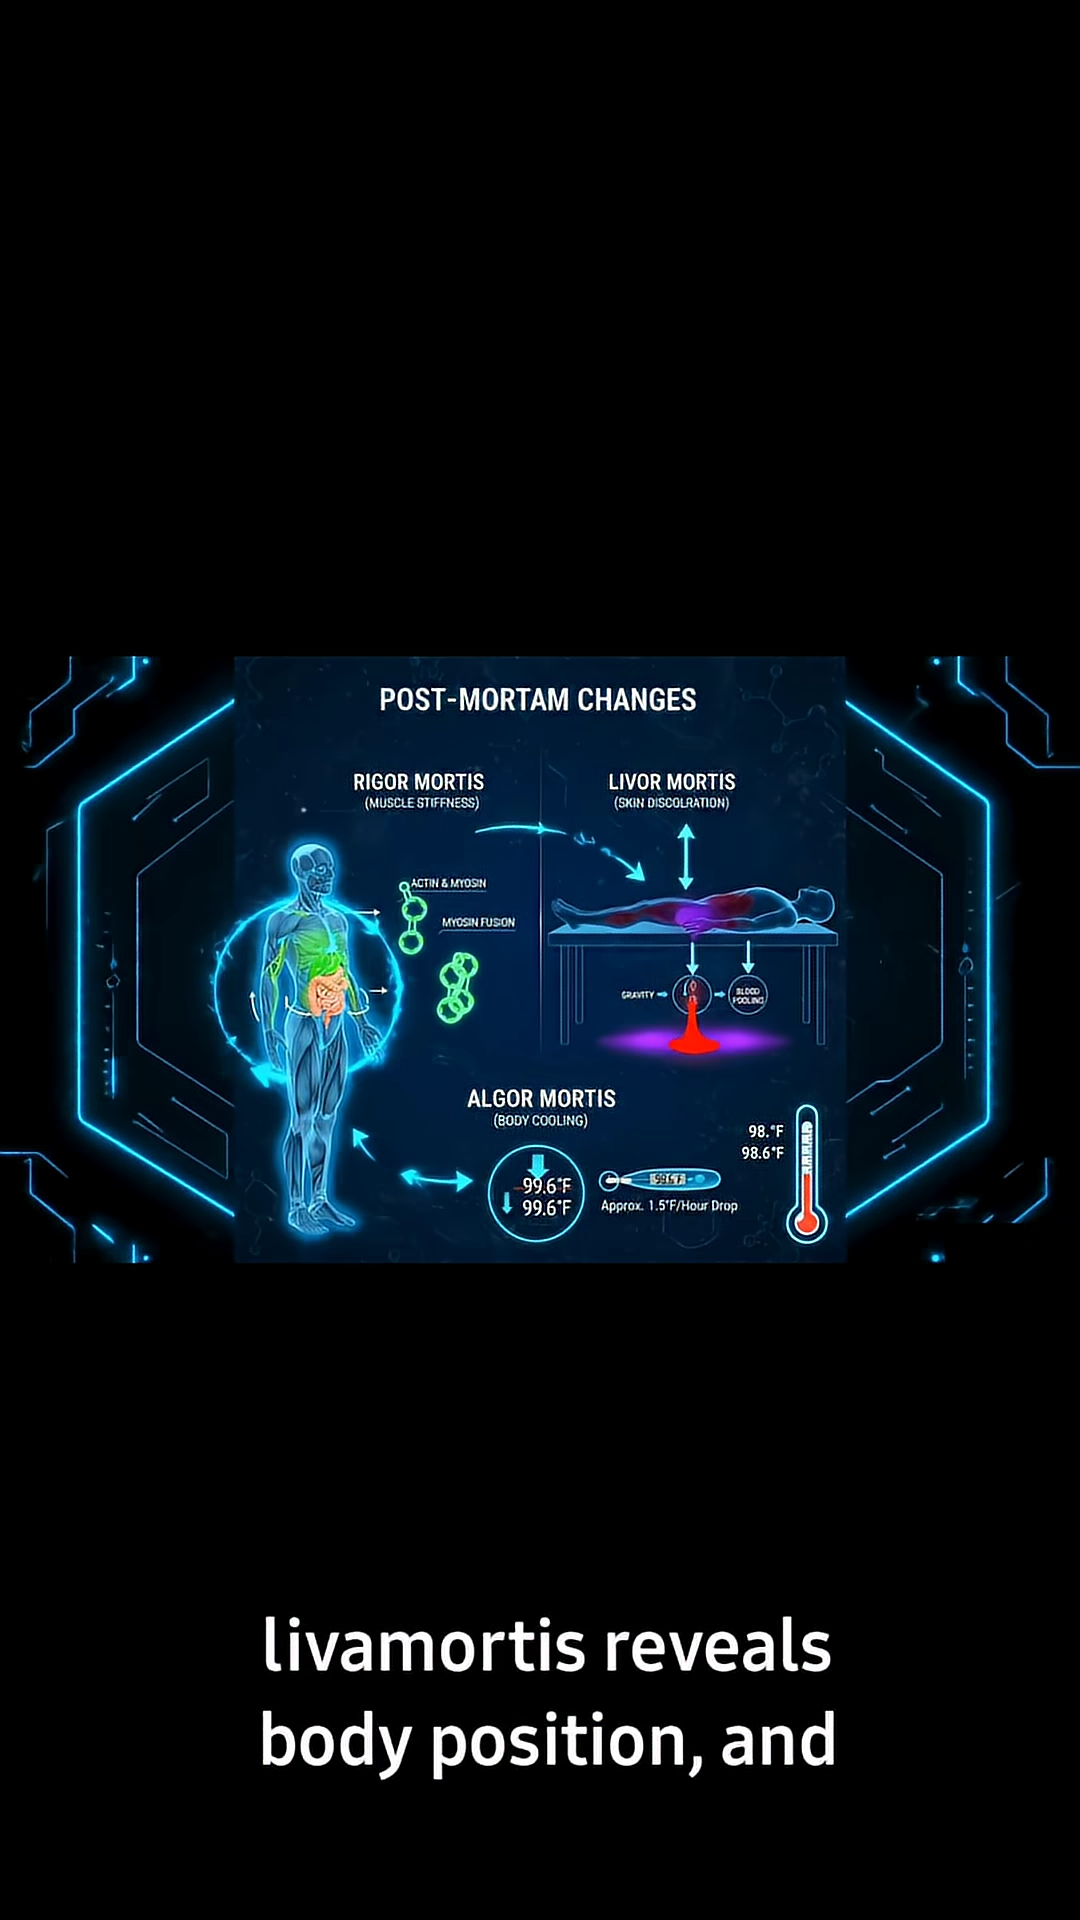 POST-MORTAM CHANGES
RIGOR MORTIS
(MUSCLE STIFFNESS)
ACTIN & MYOSIN
MYOSIN FUSION
LIVOR MORTIS
(SKIN DISCOLRATION)
GRAVITY
BLOOD
POOLING
ALGOR MORTIS
(BODY COOLING)
99.6°F
99.6°F
Approx. 1.5°F/Hour Drop
98.°F
98.6°F
livamortis reveals
body position, and